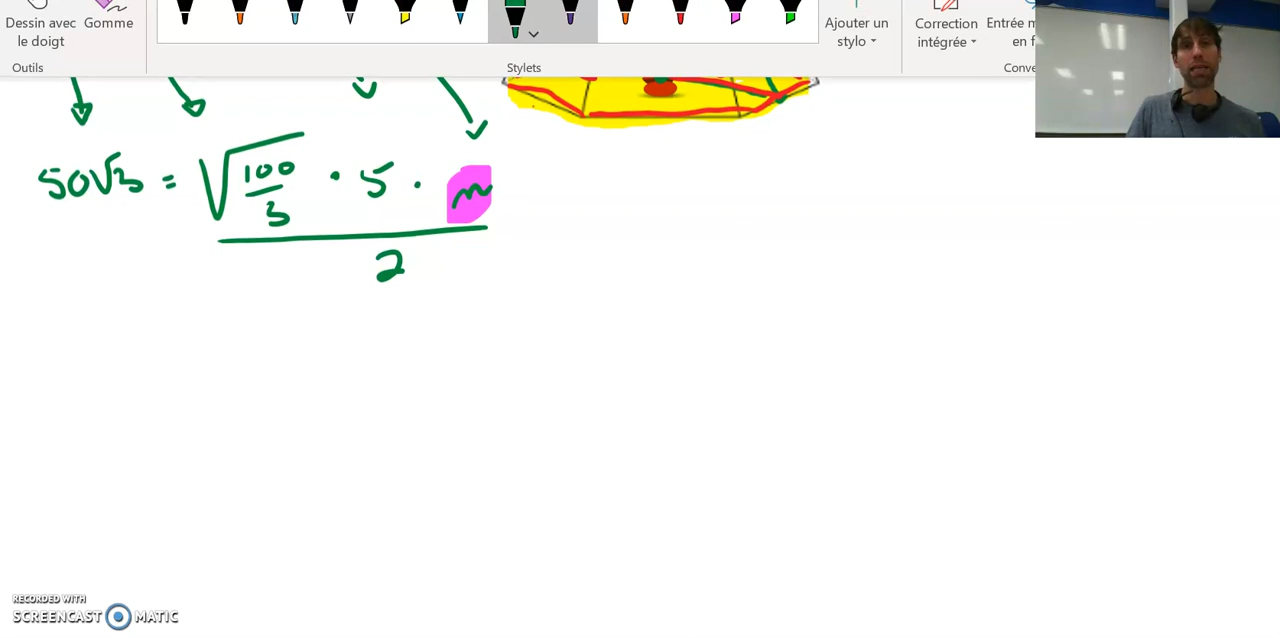 Dessin avec
le doigt
Gomme
Outils
Stylets
Ajouter un
stylo
Correction
intégrée
Entrée m
en f
Conve
50√3 = √(100/3) · 5 · n
2
RECORDED WITH
SCREENCAST MATIC